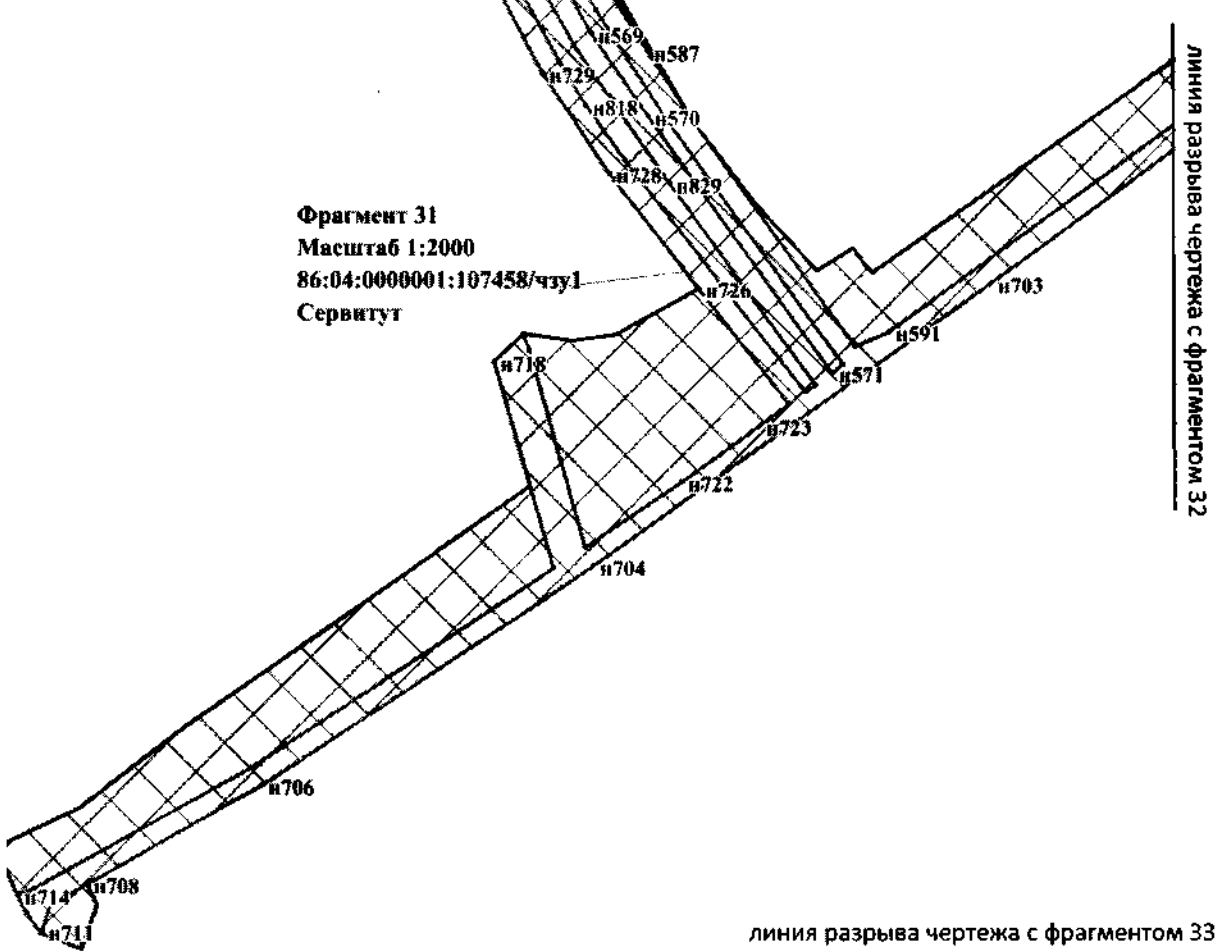 н569
н587
н729
н818
н570
н728
н829
Фрагмент 31
Масштаб 1:2000
86:04:0000001:107458/чзу1
Сервитут
н726
н703
н591
н718
н571
н723
н722
н704
н706
н708
н714
н711
линия разрыва чертежа с фрагментом 32
линия разрыва чертежа с фрагментом 33